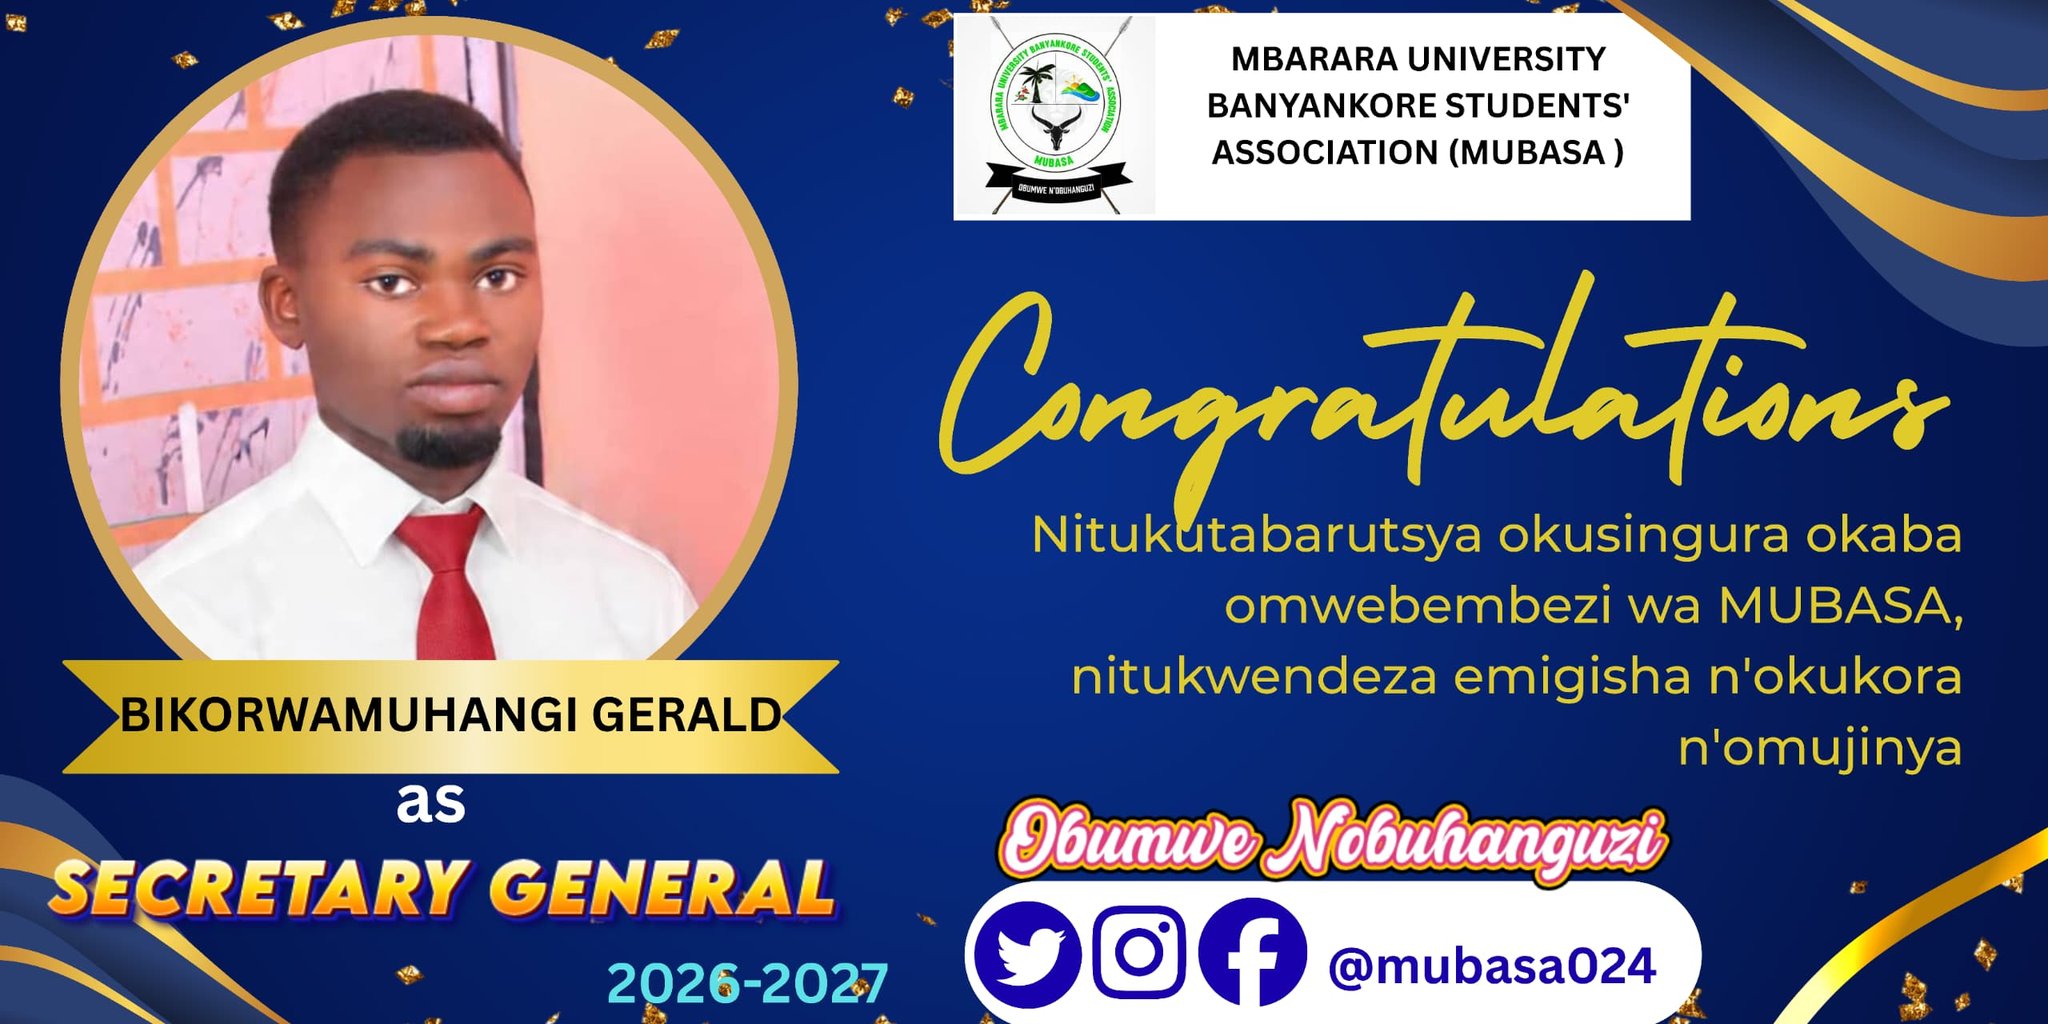 MBARARA UNIVERSITY BANYANKORE STUDENTS' ASSOCIATION
MUBASA
OBUMWE N'OBUHANGUZI
MBARARA UNIVERSITY
BANYANKORE STUDENTS'
ASSOCIATION (MUBASA )
Congratulations
Nitukutabarutsya okusingura okaba
omwebembezi wa MUBASA,
nitukwendeza emigisha n'okukora
n'omujinya
BIKORWAMUHANGI GERALD
as
SECRETARY GENERAL
2026-2027
Obumwe N'obuhanguzi
@mubasa024